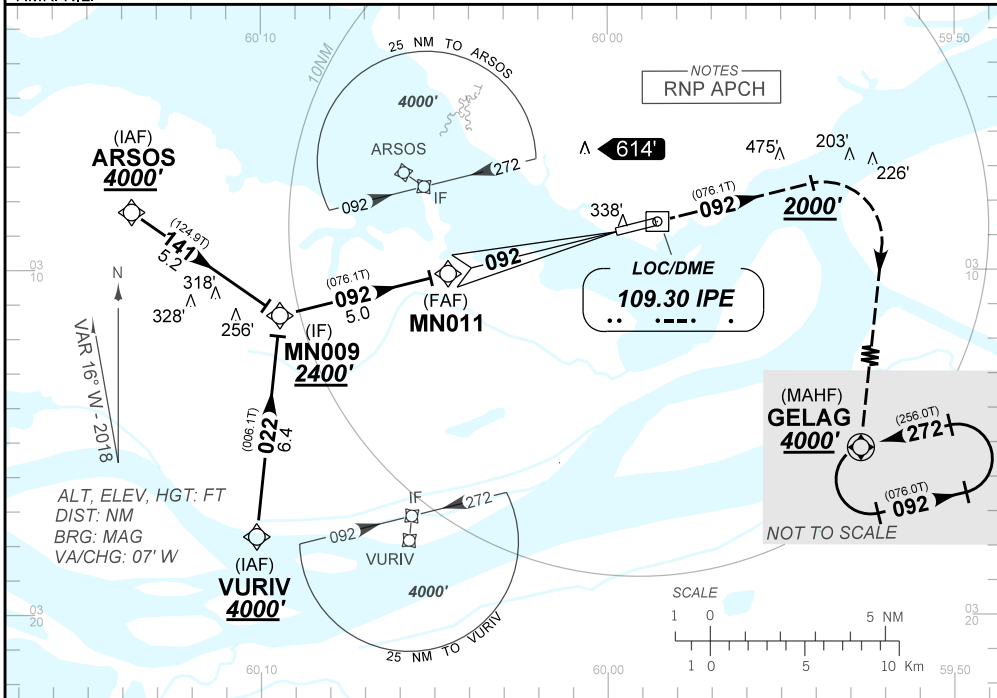 60.10
60.00
59.50
25 NM TO ARSOS
10NM
4000'
ARSOS
IF
092
272
NOTES
RNP APCH
614'
475'
203'
226'
338'
(IAF)
ARSOS
4000'
(124.9T)
141
5.2
(076.1T)
092
2000'
03
10
03
10
N
VAR 16° W - 2018
318'
328'
256'
(076.1T)
092
5.0
092
(FAF)
MN011
LOC/DME
109.30 IPE
(IF)
MN009
2400'
(006.1T)
022
6.4
(MAHF)
GELAG
4000'
(256.0T)
272
(076.0T)
092
NOT TO SCALE
ALT, ELEV, HGT: FT
DIST: NM
BRG: MAG
VA/CHG: 07' W
(IAF)
VURIV
4000'
IF
092
272
VURIV
4000'
25 NM TO VURIV
SCALE
1 0 5 NM
1 0 5 10 Km
03
20
03
20
60.10
60.00
59.50